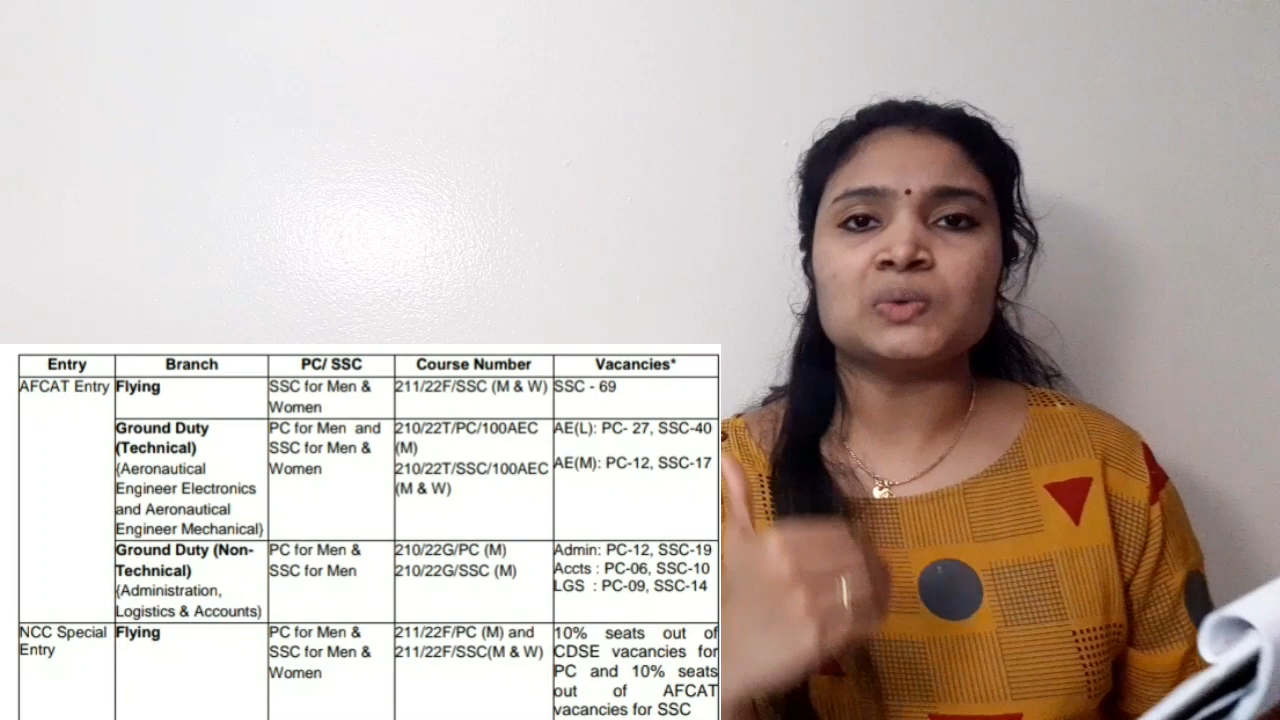 Entry Branch PC/ SSC Course Number Vacancies*
AFCAT Entry Flying SSC for Men & 211/22F/SSC (M & W) SSC - 69
Women
Ground Duty PC for Men and 210/22T/PC/100AEC AE(L): PC- 27, SSC-40
(Technical) SSC for Men & (M)
{Aeronautical Women 210/22T/SSC/100AEC AE(M): PC-12, SSC-17
Engineer Electronics (M & W)
and Aeronautical
Engineer Mechanical}
Ground Duty (Non- PC for Men & 210/22G/PC (M) Admin: PC-12, SSC-19
Technical) SSC for Men 210/22G/SSC (M) Accts : PC-06, SSC-10
{Administration, LGS : PC-09, SSC-14
Logistics & Accounts}
NCC Special Flying PC for Men & 211/22F/PC (M) and 10% seats out of
Entry SSC for Men & 211/22F/SSC(M & W) CDSE vacancies for
Women PC and 10% seats
out of AFCAT
vacancies for SSC